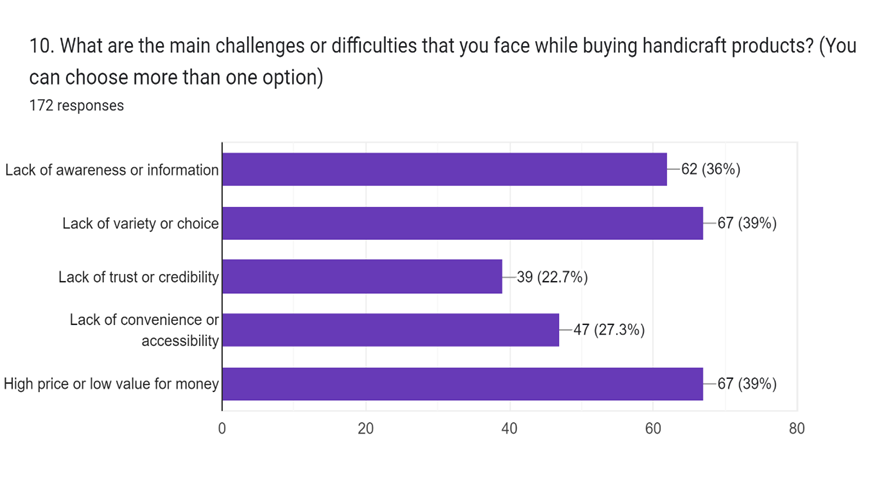 10. What are the main challenges or difficulties that you face while buying handicraft products? (You
can choose more than one option)
172 responses
Lack of awareness or information
62 (36%)
Lack of variety or choice
67 (39%)
Lack of trust or credibility
39 (22.7%)
Lack of convenience or
accessibility
47 (27.3%)
High price or low value for money
67 (39%)
0 20 40 60 80